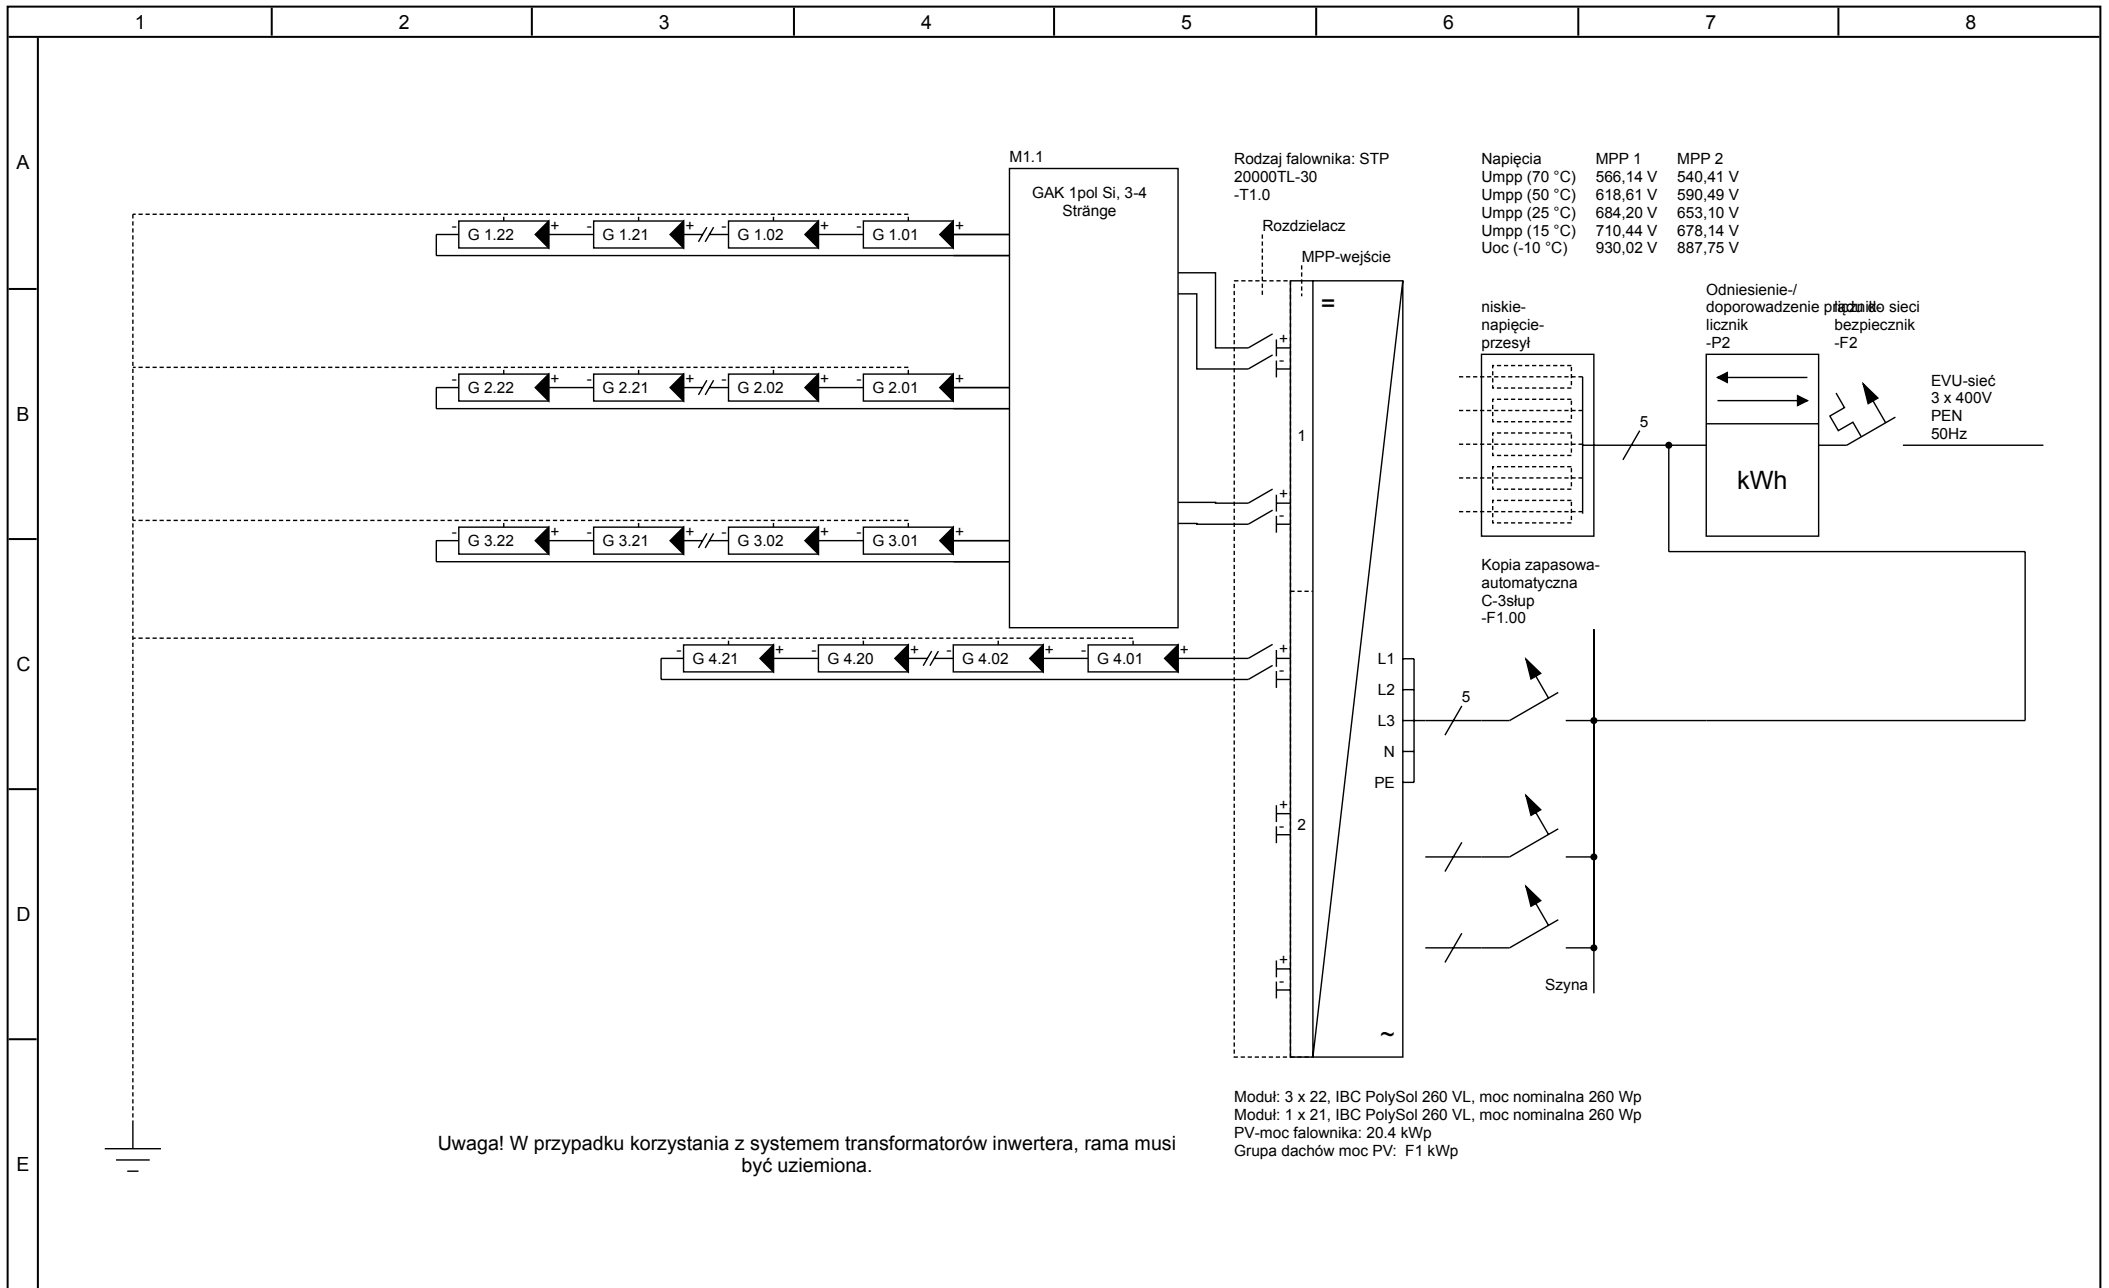 1 2 3 4 5 6 7 8
A
B
C
D
E
M1.1
GAK 1pol Si, 3-4
Stränge
Rodzaj falownika: STP
20000TL-30
-T1.0
Rozdzielacz
MPP-wejście
Napięcia MPP 1 MPP 2
Umpp (70 °C) 566,14 V 540,41 V
Umpp (50 °C) 618,61 V 590,49 V
Umpp (25 °C) 684,20 V 653,10 V
Umpp (15 °C) 710,44 V 678,14 V
Uoc (-10 °C) 930,02 V 887,75 V
- G 1.22 + - G 1.21 + - G 1.02 + - G 1.01 +
- G 2.22 + - G 2.21 + - G 2.02 + - G 2.01 +
- G 3.22 + - G 3.21 + - G 3.02 + - G 3.01 +
- G 4.21 + - G 4.20 + - G 4.02 + - G 4.01 +
=
+
-
1
+
-
+
-
+
-
2
+
-
~
L1
L2
L3
N
PE
5
niskie-
napięcie-
przesył
5
Odniesienie-/
doporowadzenie prądu do sieci
licznik
-P2
kWh
licznik-
bezpiecznik
-F2
EVU-sieć
3 x 400V
PEN
50Hz
Kopia zapasowa-
automatyczna
C-3słup
-F1.00
Szyna
Moduł: 3 x 22, IBC PolySol 260 VL, moc nominalna 260 Wp
Moduł: 1 x 21, IBC PolySol 260 VL, moc nominalna 260 Wp
PV-moc falownika: 20.4 kWp
Grupa dachów moc PV: F1 kWp
Uwaga! W przypadku korzystania z systemem transformatorów inwertera, rama musi
być uziemiona.